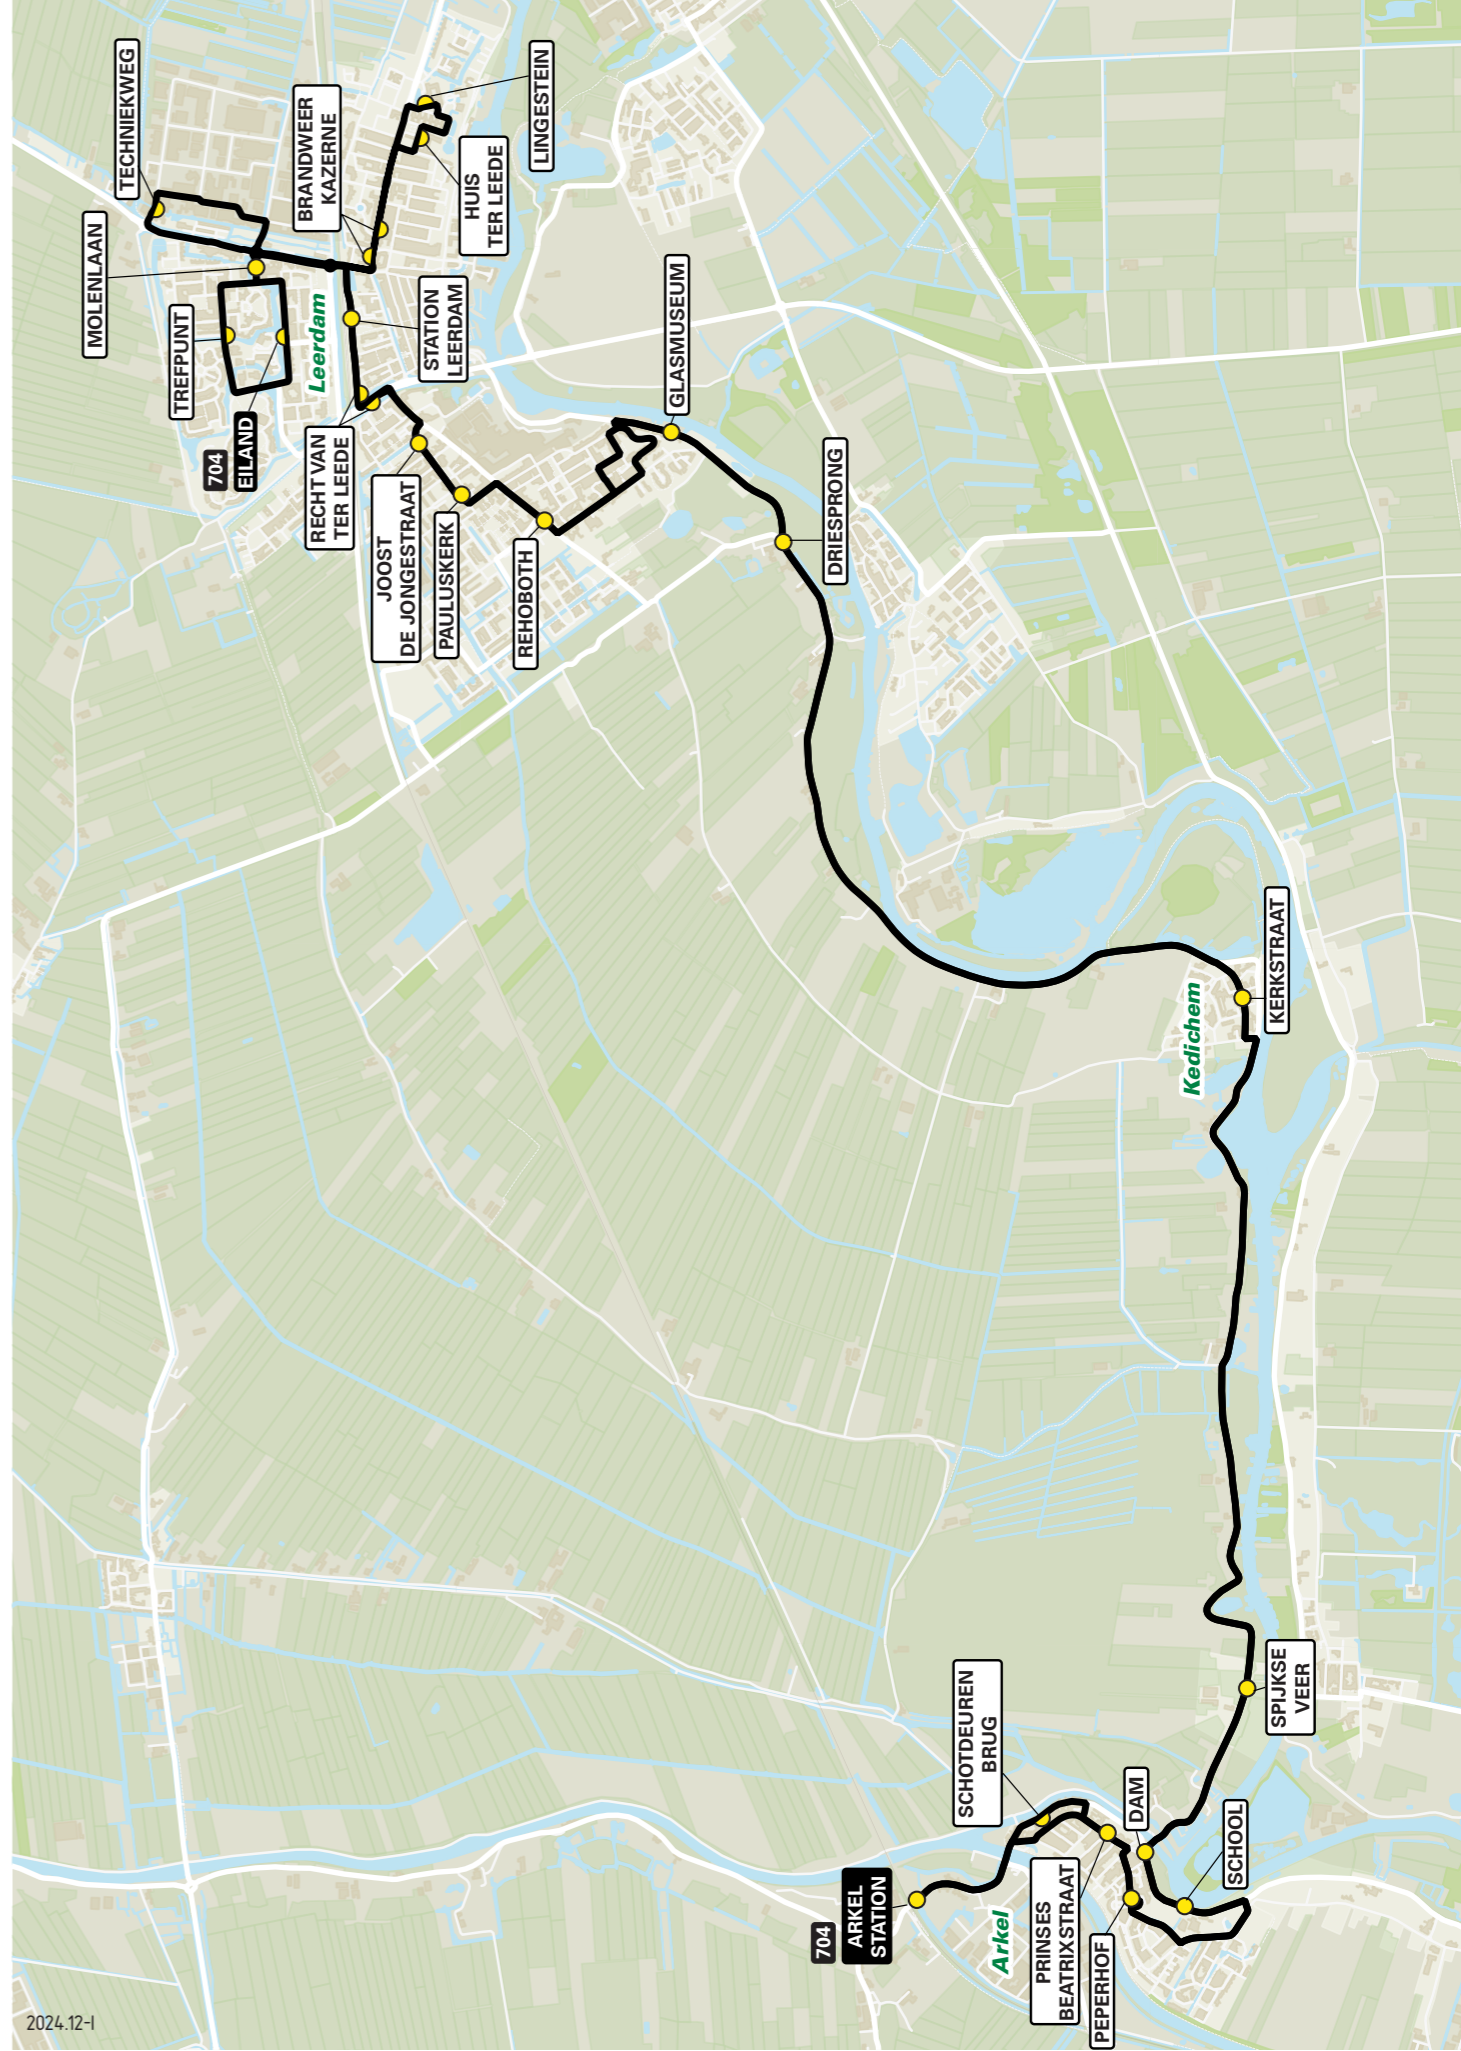 TECHNIEKWEG
MOLENLAAN
BRANDWEER
KAZERNE
LINGESTEIN
HUIS
TER LEEDE
TREFPUNT
Leerdam
STATION
LEERDAM
704
EILAND
RECHT VAN
TER LEEDE
JOOST
DE JONGESTRAAT
PAULUSKERK
REHOBOTH
GLASMUSEUM
DRIESPRONG
KERKSTRAAT
Kedichem
SPIJKSE
VEER
SCHOTDEUREN
BRUG
DAM
SCHOOL
PRINSES
BEATRIXSTRAAT
PEPERHOF
Arkel
704
ARKEL
STATION
2024.12-I